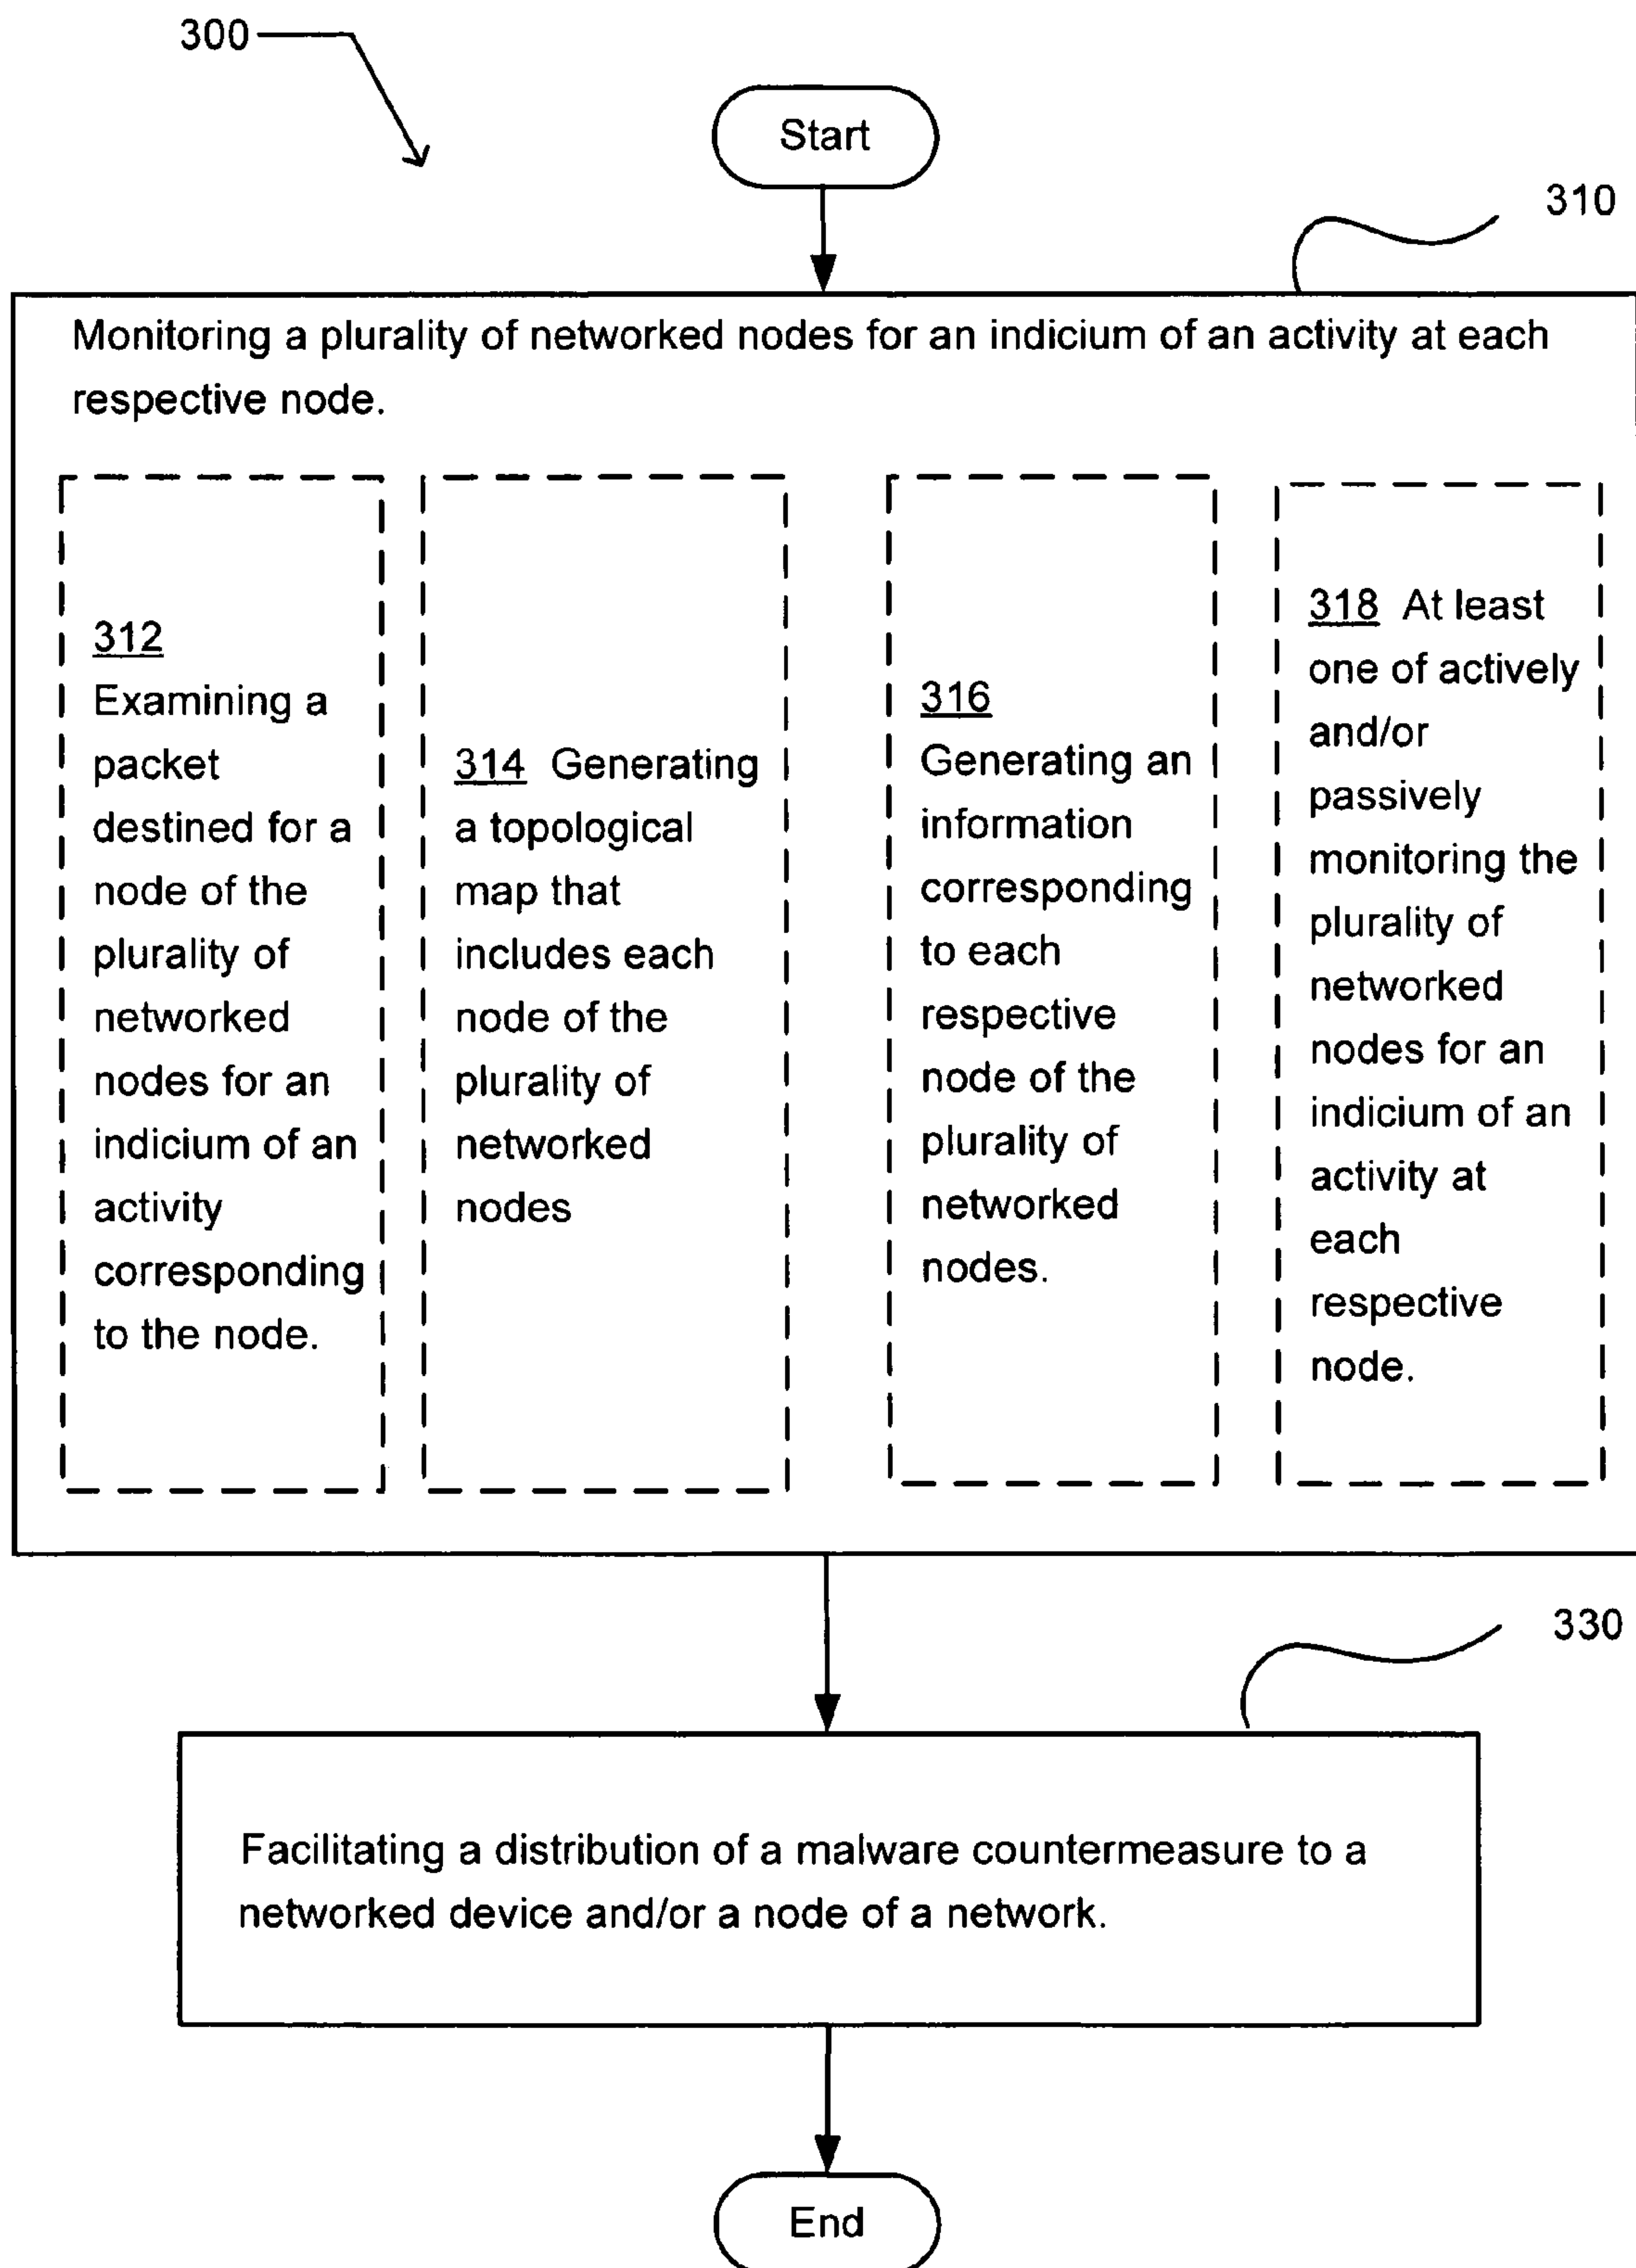 300
Start
310
Monitoring a plurality of networked nodes for an indicium of an activity at each
respective node.
312
Examining a
packet
destined for a
node of the
plurality of
networked
nodes for an
indicium of an
activity
corresponding
to the node.
314 Generating
a topological
map that
includes each
node of the
plurality of
networked
nodes
316
Generating an
information
corresponding
to each
respective
node of the
plurality of
networked
nodes.
318 At least
one of actively
and/or
passively
monitoring the
plurality of
networked
nodes for an
indicium of an
activity at
each
respective
node.
330
Facilitating a distribution of a malware countermeasure to a
networked device and/or a node of a network.
End